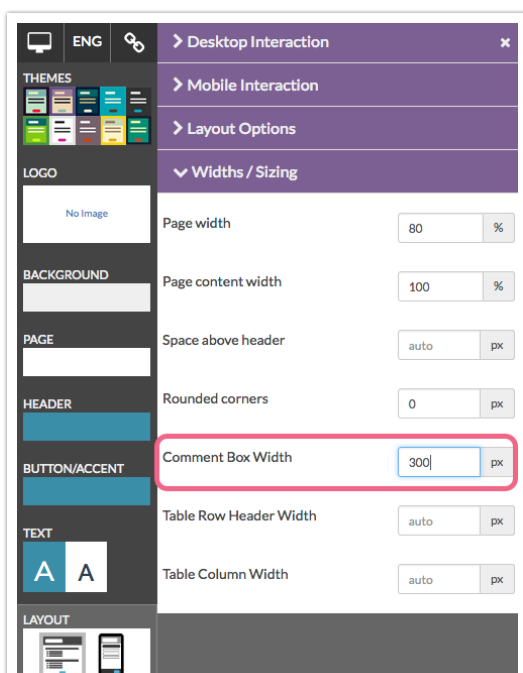 ENG
THEMES
LOGO
No Image
BACKGROUND
PAGE
HEADER
BUTTON/ACCENT
TEXT
A A
LAYOUT
Desktop Interaction ×
Mobile Interaction
Layout Options
Widths / Sizing
Page width 80 %
Page content width 100 %
Space above header auto px
Rounded corners 0 px
Comment Box Width 300 px
Table Row Header Width auto px
Table Column Width auto px